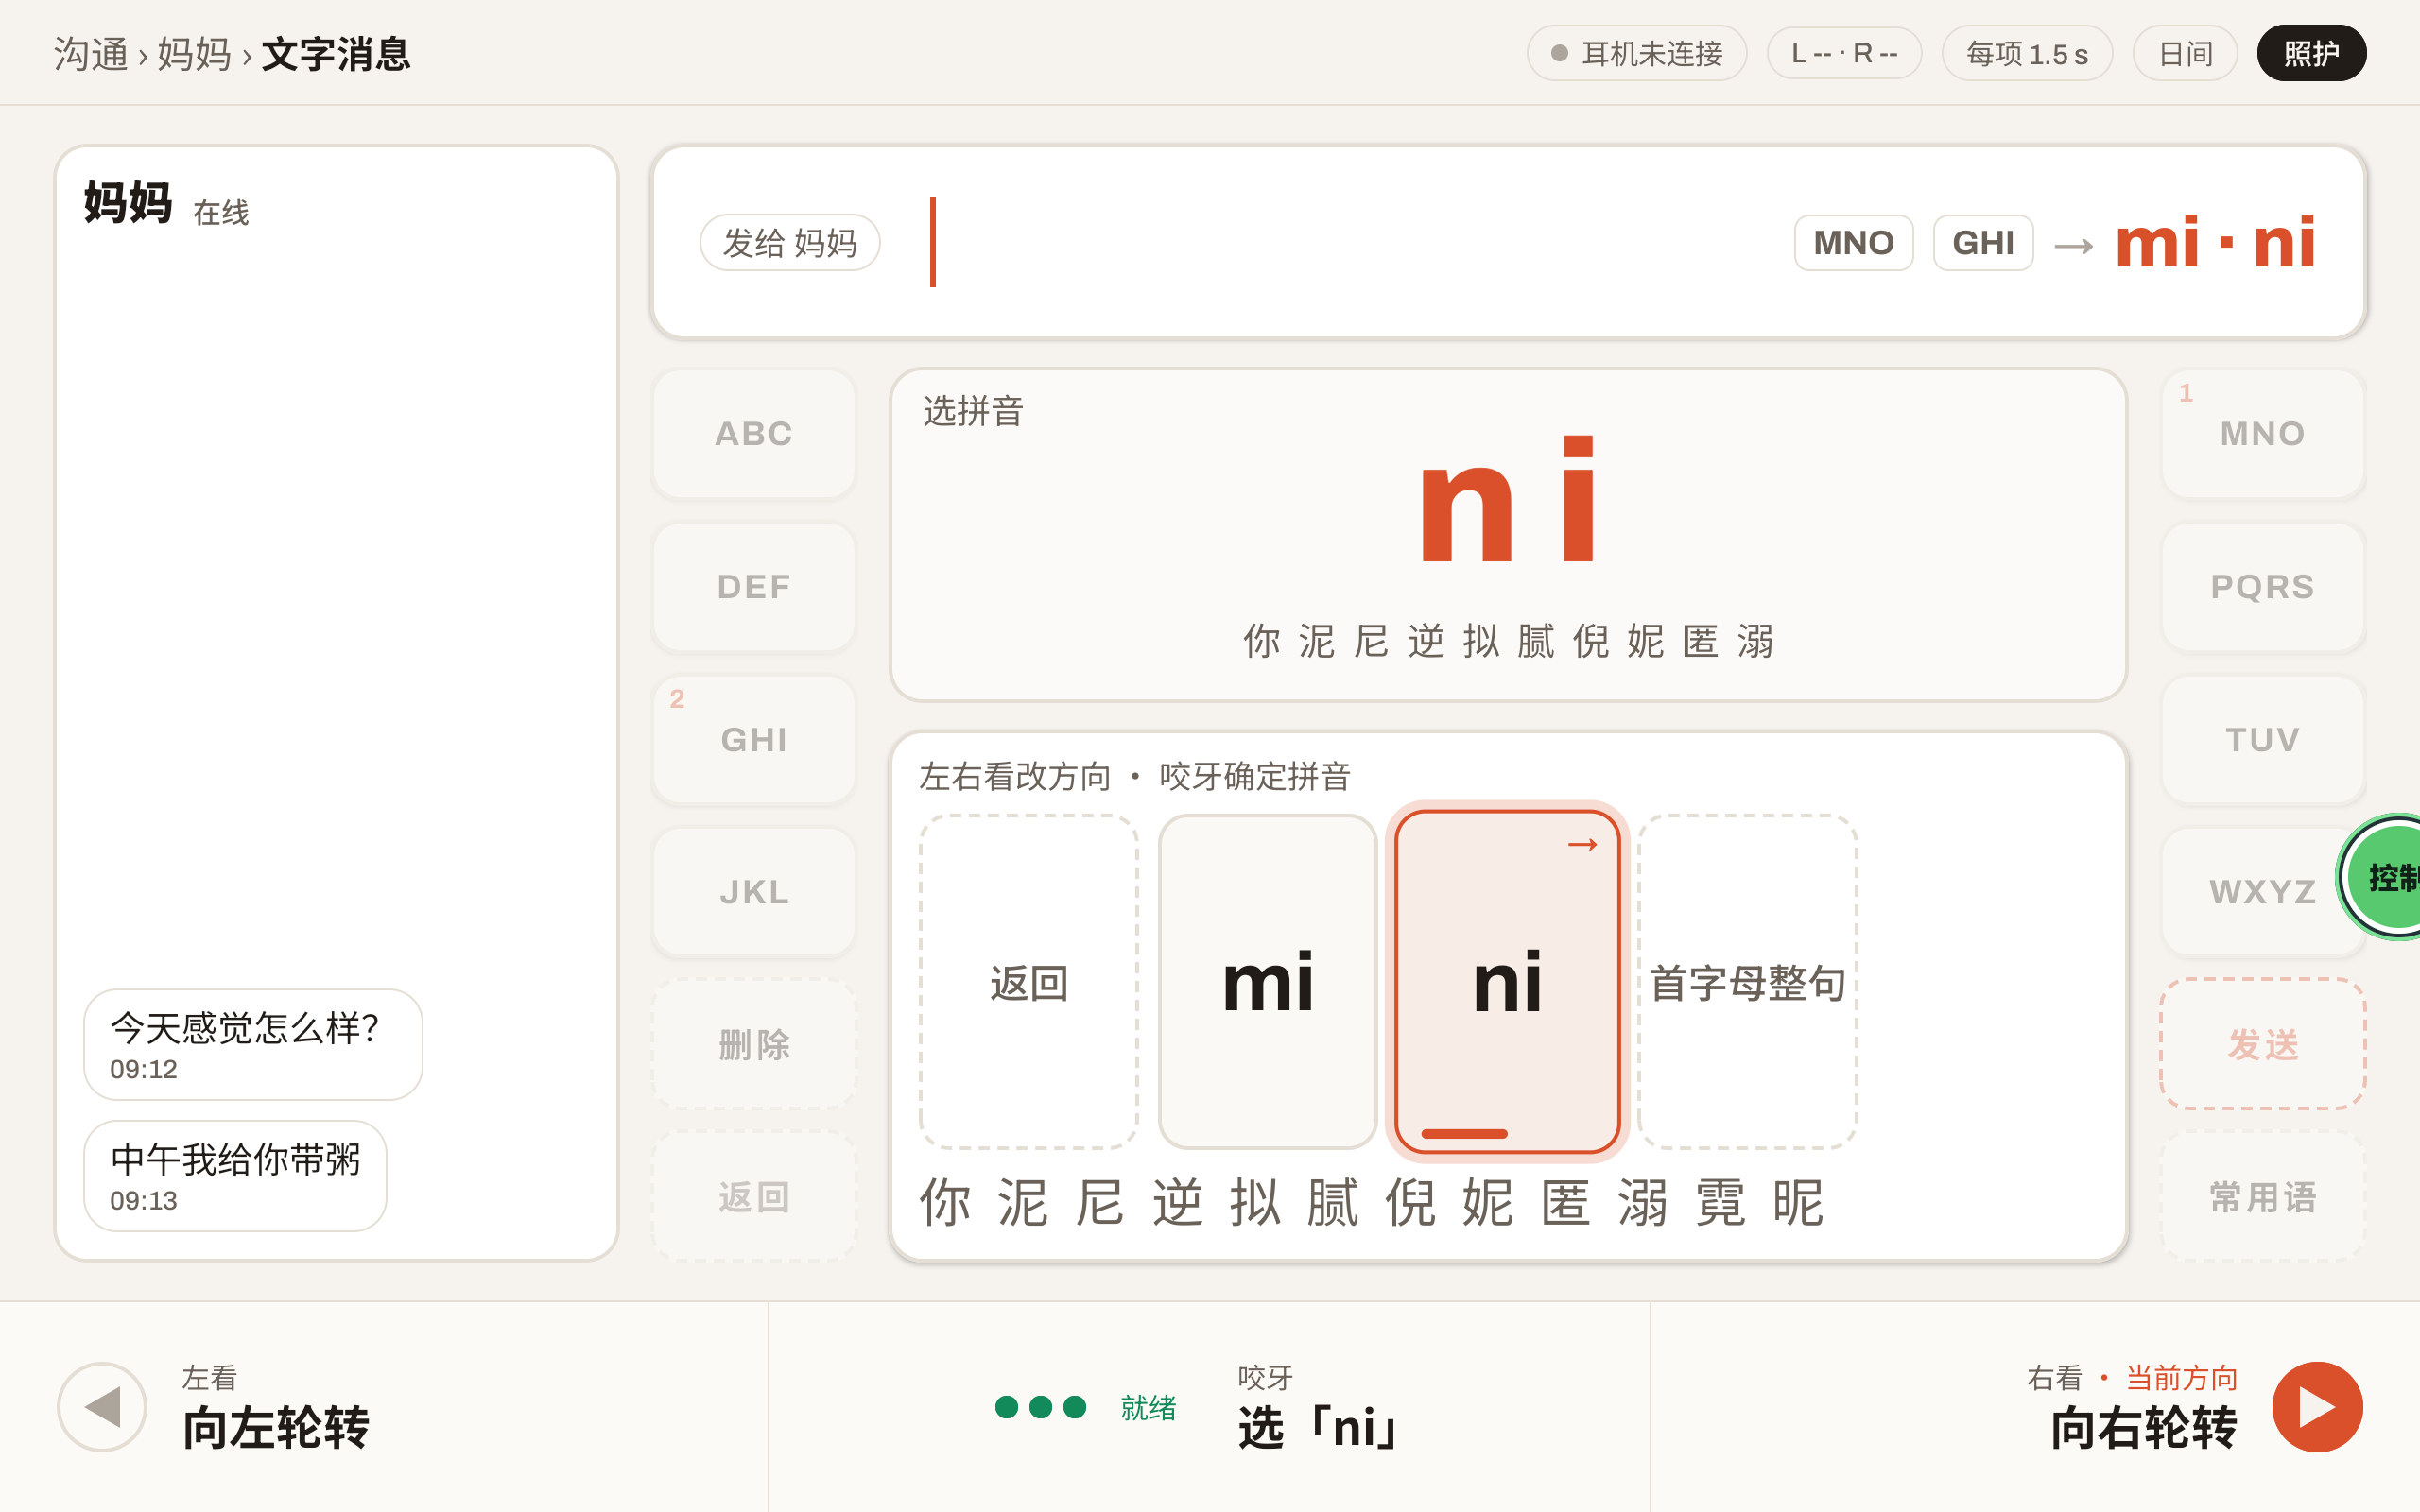 沟通 › 妈妈 › 文字消息
耳机未连接
L -- · R --
每项 1.5 s
日间
照护
妈妈 在线
今天感觉怎么样？
09:12
中午我给你带粥
09:13
发给 妈妈
MNO GHI → mi · ni
ABC
DEF
2
GHI
JKL
删除
返回
选拼音
ni
你 泥 尼 逆 拟 腻 倪 妮 匿 溺
左右看改方向 · 咬牙确定拼音
返回
mi
→
ni
首字母整句
你 泥 尼 逆 拟 腻 倪 妮 匿 溺 霓 昵
1
MNO
PQRS
TUV
WXYZ
发送
常用语
左看
向左轮转
就绪
咬牙
选「ni」
右看 · 当前方向
向右轮转